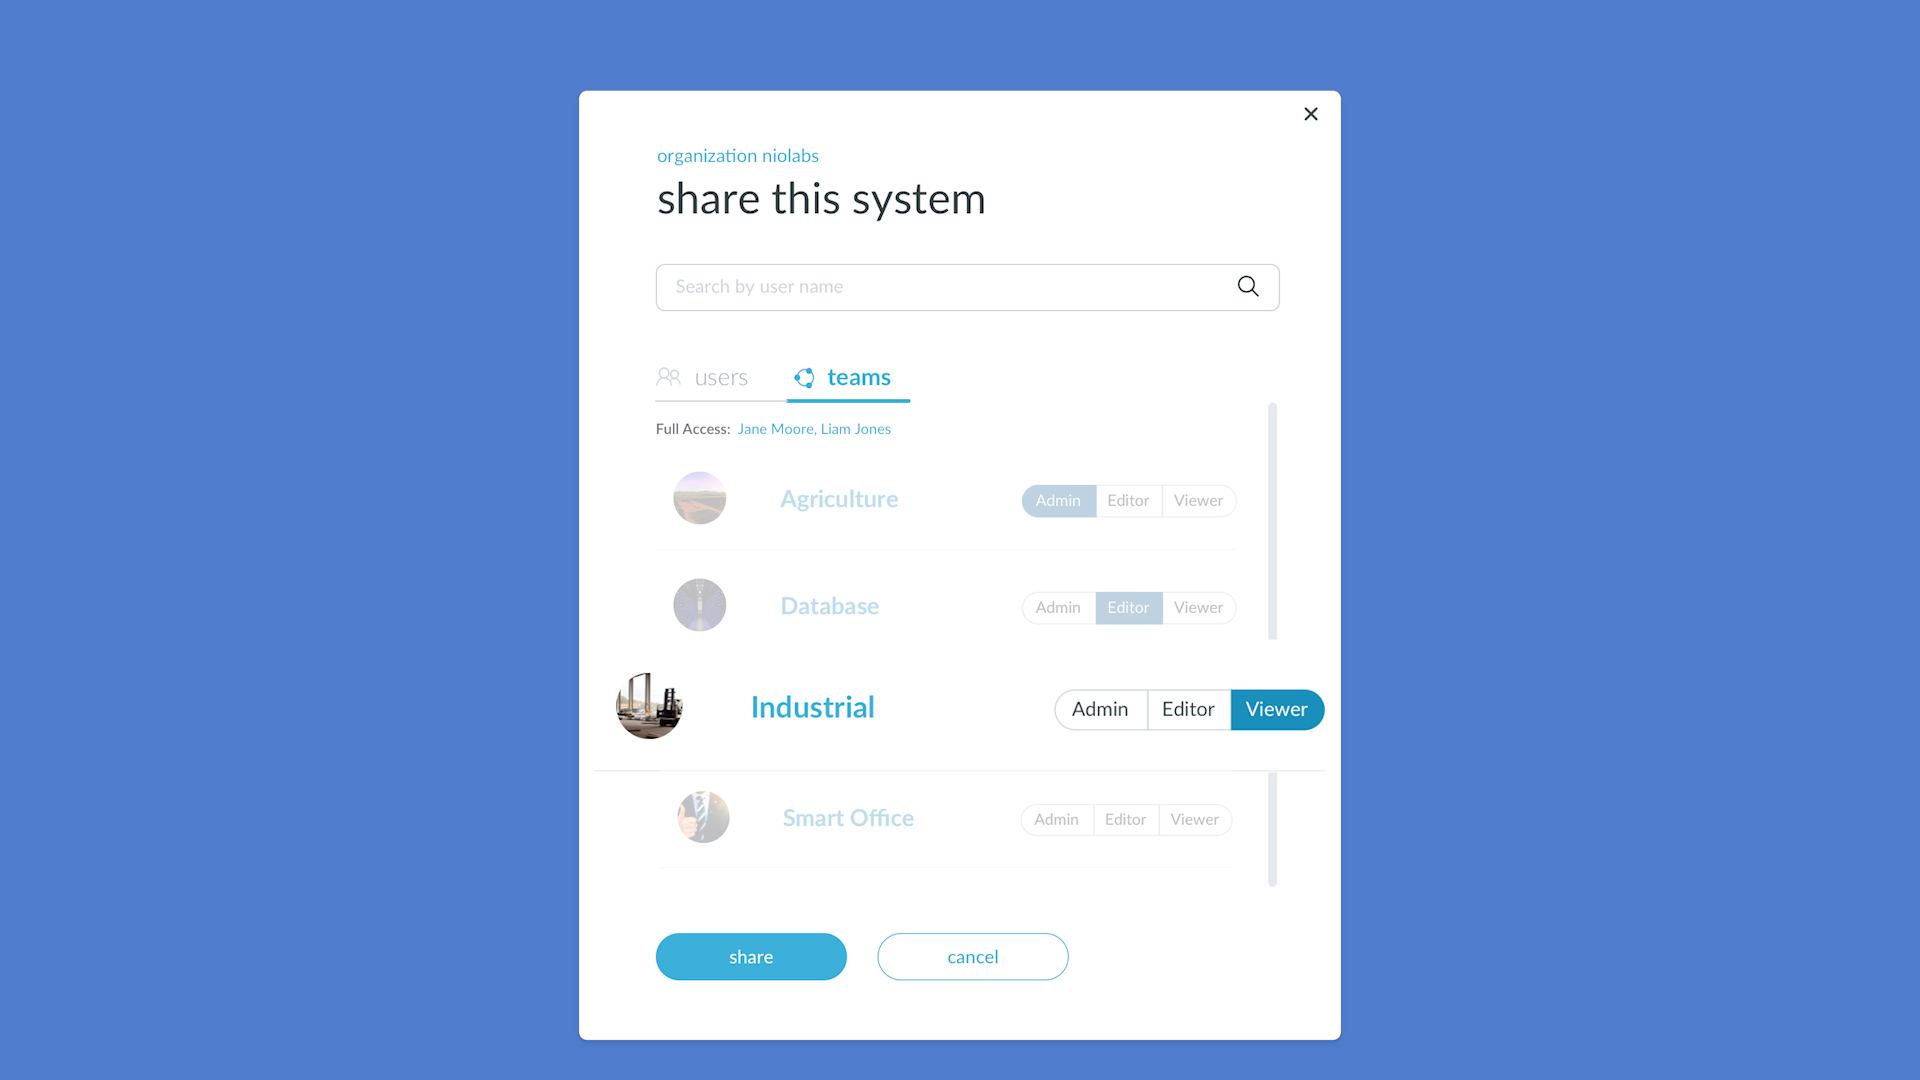 organization niolabs
share this system
Search by user name
users teams
Full Access: Jane Moore, Liam Jones
Agriculture Admin Editor Viewer
Database Admin Editor Viewer
Industrial Admin Editor Viewer
Smart Office Admin Editor Viewer
share cancel